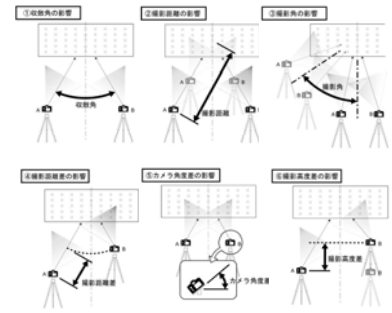 ①収散角の影響
A
B
収散角
②撮影距離の影響
A
B
A
撮影距離
③撮影角の影響
A
B
撮影角
A
B
④撮影距離差の影響
A
B
撮影距離差
⑤カメラ角度差の影響
A
B
カメラ角度差
⑥撮影高度差の影響
A
B
撮影高度差